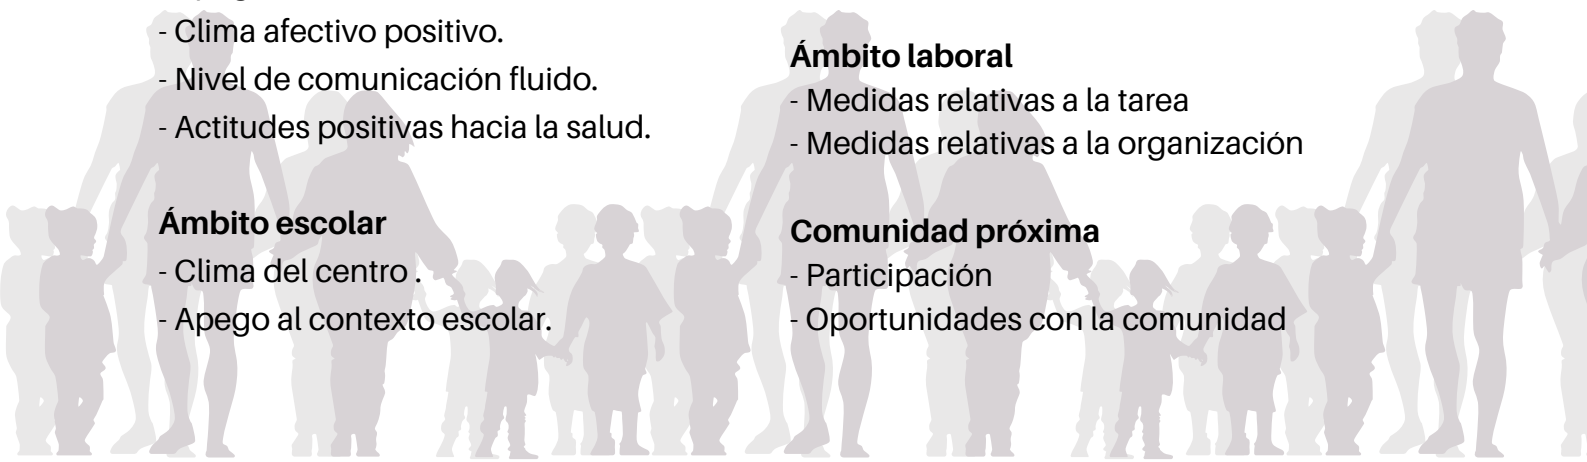 - Clima afectivo positivo.
- Nivel de comunicación fluido.
- Actitudes positivas hacia la salud.
Ámbito escolar
- Clima del centro .
- Apego al contexto escolar.
Ámbito laboral
- Medidas relativas a la tarea
- Medidas relativas a la organización
Comunidad próxima
- Participación
- Oportunidades con la comunidad